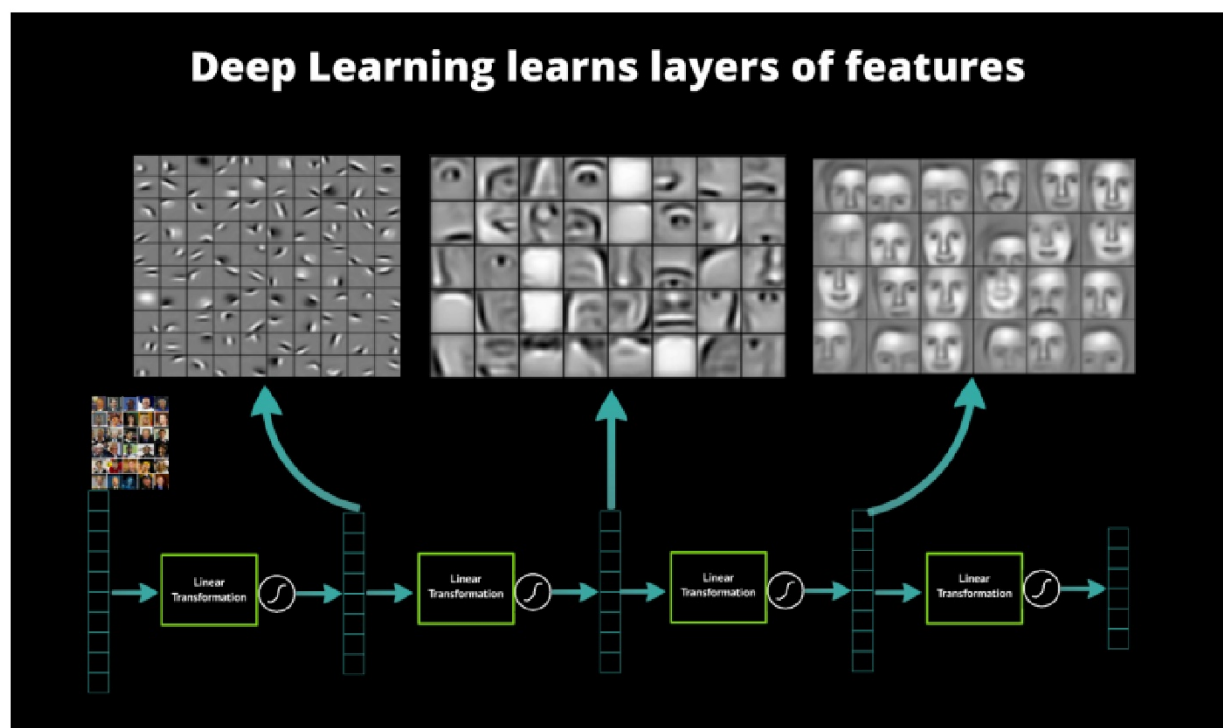 Deep Learning learns layers of features
Linear
Transformation
Linear
Transformation
Linear
Transformation
Linear
Transformation